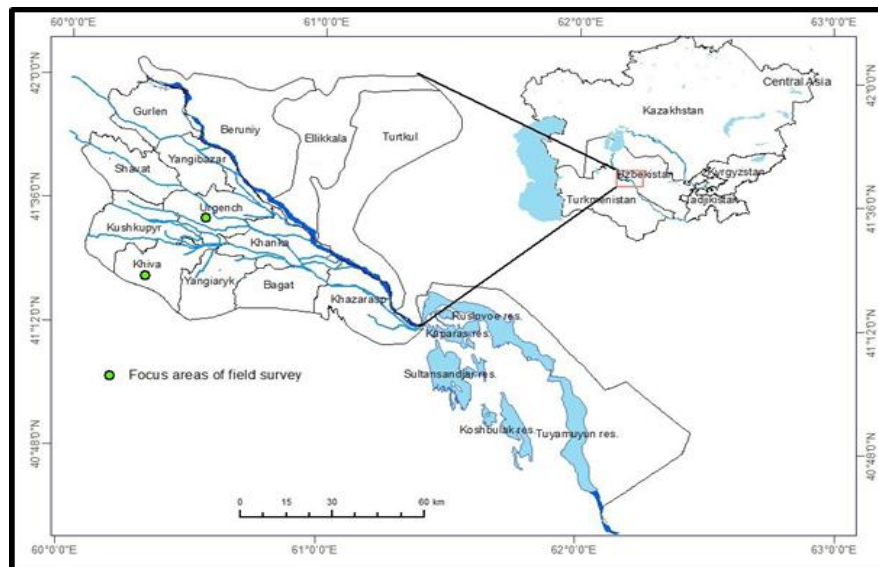 60°0'0"E
61°0'0"E
62°0'0"E
63°0'0"E
42°0'0"N
42°0'0"N
Central Asia
Gurlen
Kazakhstan
Beruniy
Ellikkala
Turtkul
Yangibazar
Shavat
Uzbekistan
Kyrgyzstan
Turkmenistan
Tadjikistan
41°36'0"N
41°36'0"N
Urgench
Kushkupyr
Khanka
Khiva
Yangiaryk
Bagat
Khazarasp
Ruslovoe res.
41°12'0"N
41°12'0"N
Kaparas res.
Focus areas of field survey
Sultansandjar res.
Koshbulak res.
Tuyamuyun res.
40°48'0"N
40°48'0"N
0 15 30 60 km
60°0'0"E
61°0'0"E
62°0'0"E
63°0'0"E